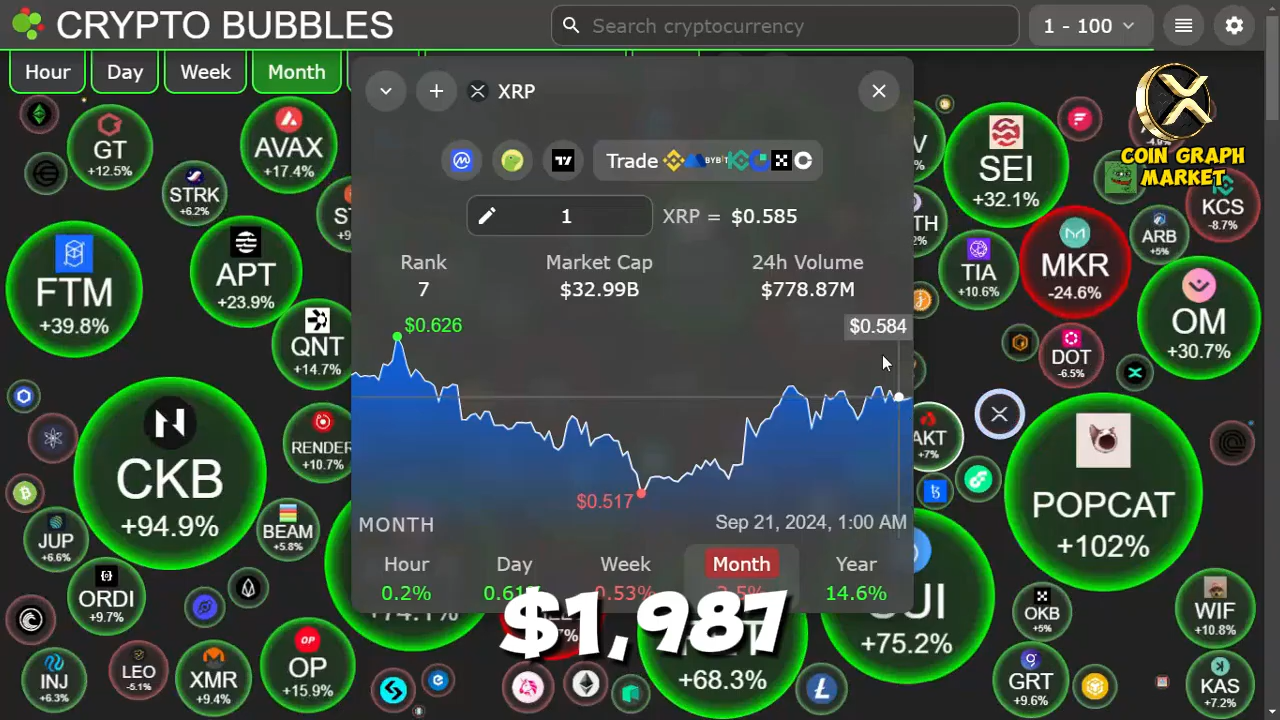 CRYPTO BUBBLES
Search cryptocurrency
1 - 100
Hour
Day
Week
Month
XRP
COIN GRAPH
MARKET
Trade
BYB
1
XRP = $0.585
Rank
Market Cap
24h Volume
7
$32.99B
$778.87M
$0.626
$0.584
$0.517
MONTH
Sep 21, 2024, 1:00 AM
Hour
Day
Week
Month
Year
0.2%
0.53%
14.6%
$1,987
GT
+12.5%
AVAX
+17.4%
STRK
+6.2%
FTM
+39.8%
APT
+23.9%
QNT
+14.7%
CKB
+94.9%
RENDER
+10.7%
BEAM
+5.8%
JUP
+6.6%
ORDI
+9.7%
INJ
+6.3%
LEO
-5.1%
XMR
+9.4%
OP
OP
+15.9%
+68.3%
+75.2%
SEI
+32.1%
KCS
-8.7%
ARB
+5%
MKR
-24.6%
TIA
+10.6%
OM
+30.7%
DOT
-6.5%
AKT
+7%
POPCAT
+102%
OKB
+5%
WIF
+10.8%
GRT
+9.6%
KAS
+7.2%